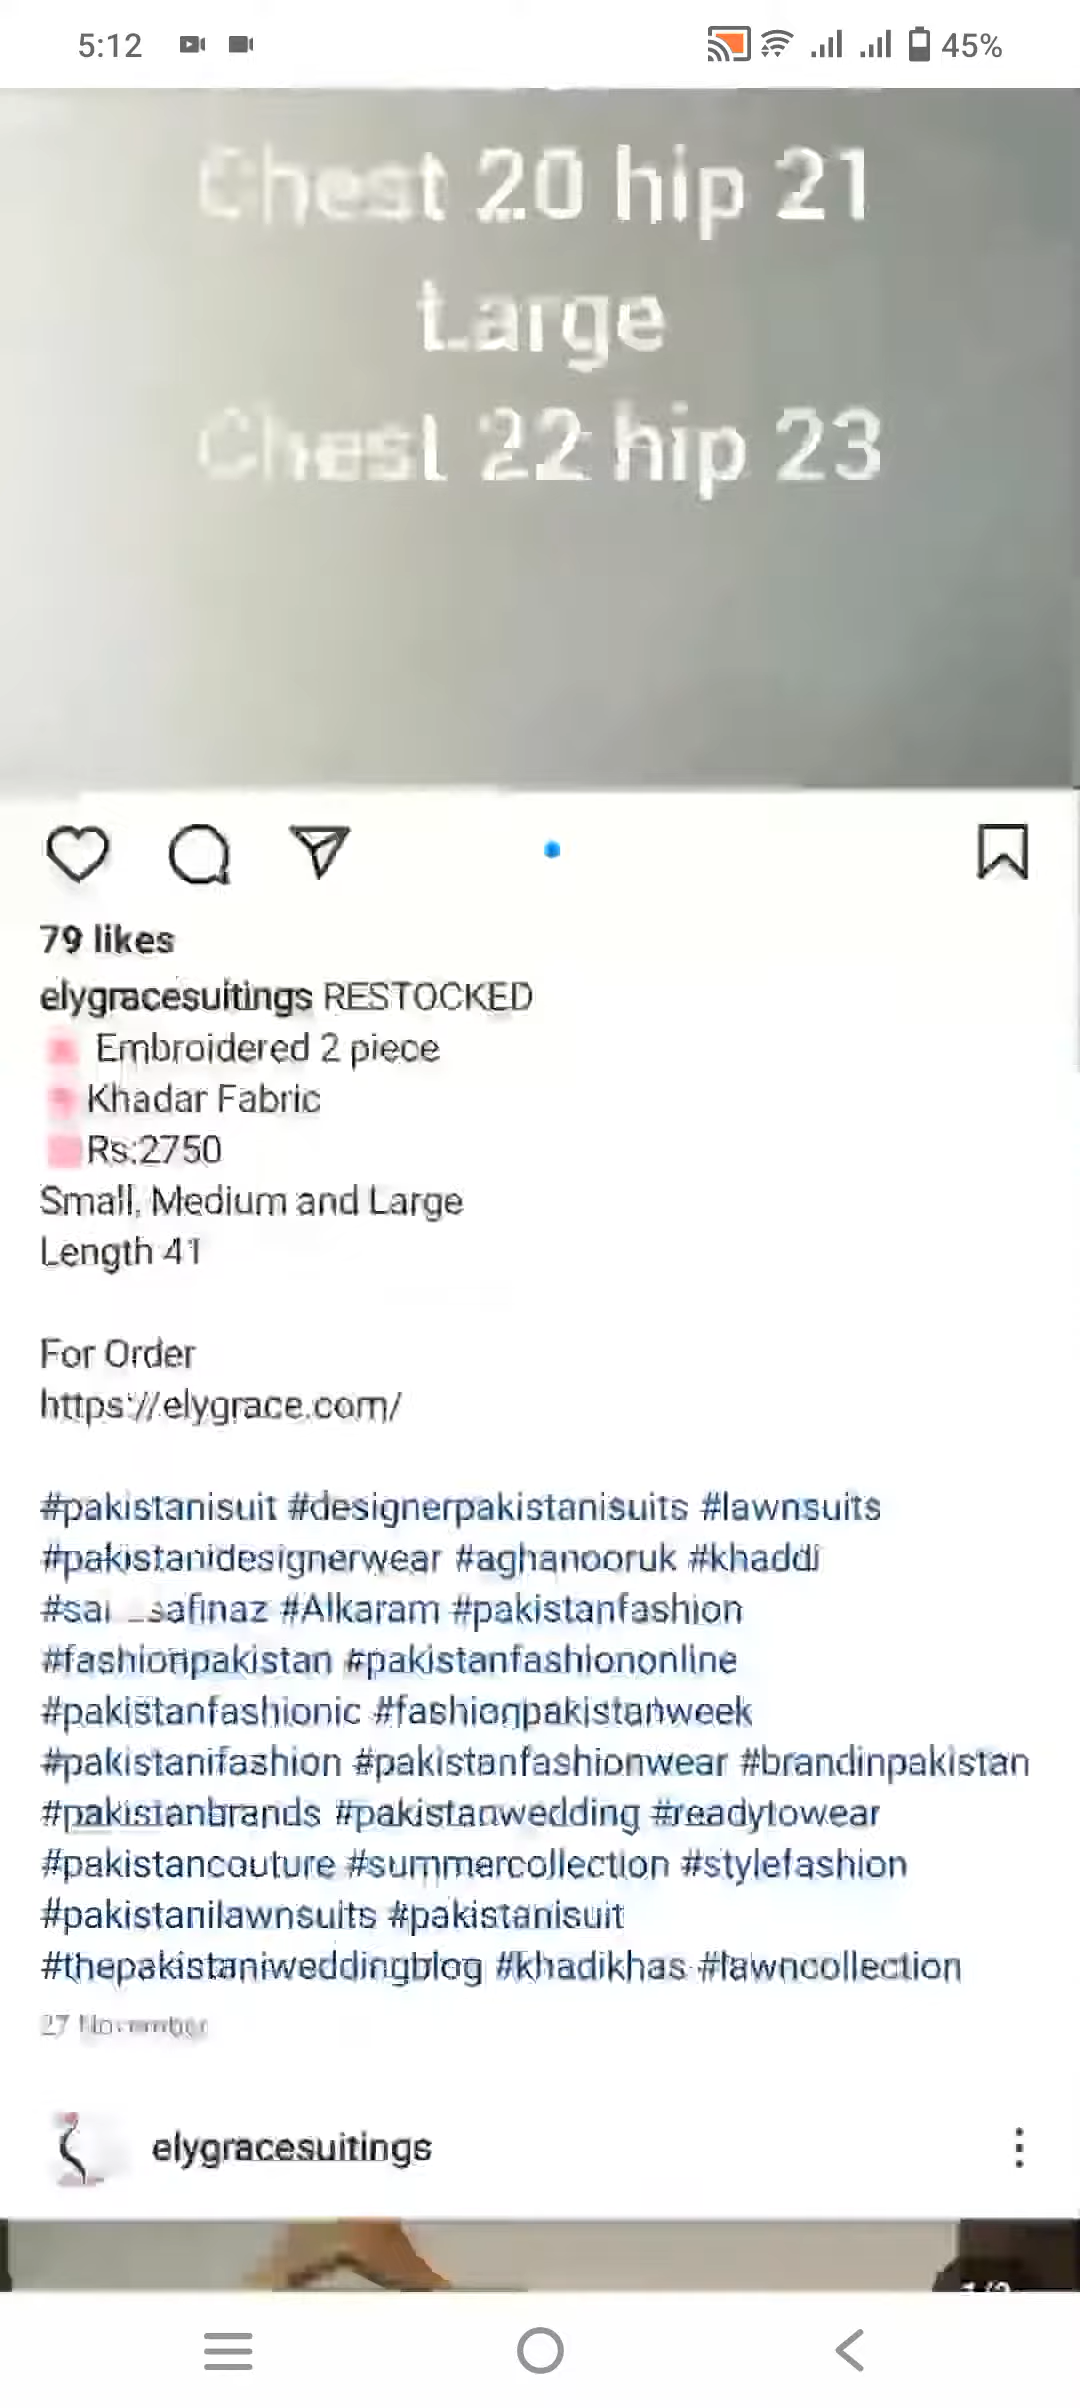 5:12
45%
Chest 20 hip 21
Large
Chest 22 hip 23
79 likes
elygracesuitings RESTOCKED
Embroidered 2 piece
Khadar Fabric
Rs:2750
Small, Medium and Large
Length 41
For Order
https://elygrace.com/
#pakistanisuit #designerpakistanisuits #lawnsuits
#pakistanidesignerwear #aghanooruk #khaddi
#Alkaram #pakistanfashion
#fashionpakistan #pakistanfashiononline
#pakistanfashionic #fashionpakistanweek
#pakistanifashion #pakistanfashionwear #brandinpakistan
#pakistanbrands #pakistanwedding #readytowear
#pakistancouture #summercollection #stylefashion
#pakistanilawnsuits #pakistanisuit
#thepakistaniweddingblog #khadikhas #lawncollection
27 November
elygracesuitings